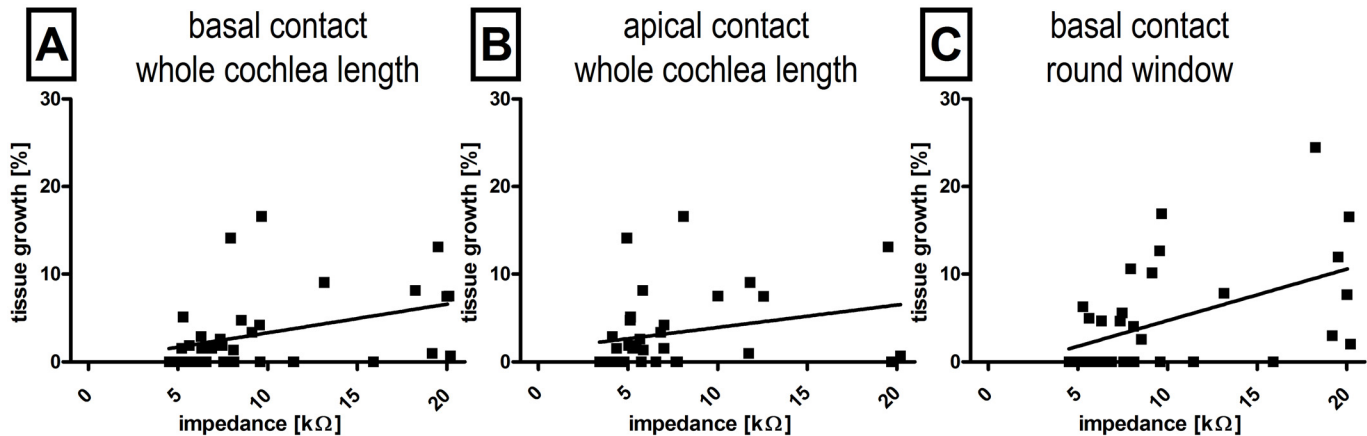 A
basal contact
whole cochlea length
tissue growth [%]
30
20
10
0
0
5
10
15
20
impedance [kΩ]
B
apical contact
whole cochlea length
tissue growth [%]
30
20
10
0
0
5
10
15
20
impedance [kΩ]
C
basal contact
round window
tissue growth [%]
30
20
10
0
0
5
10
15
20
impedance [kΩ]